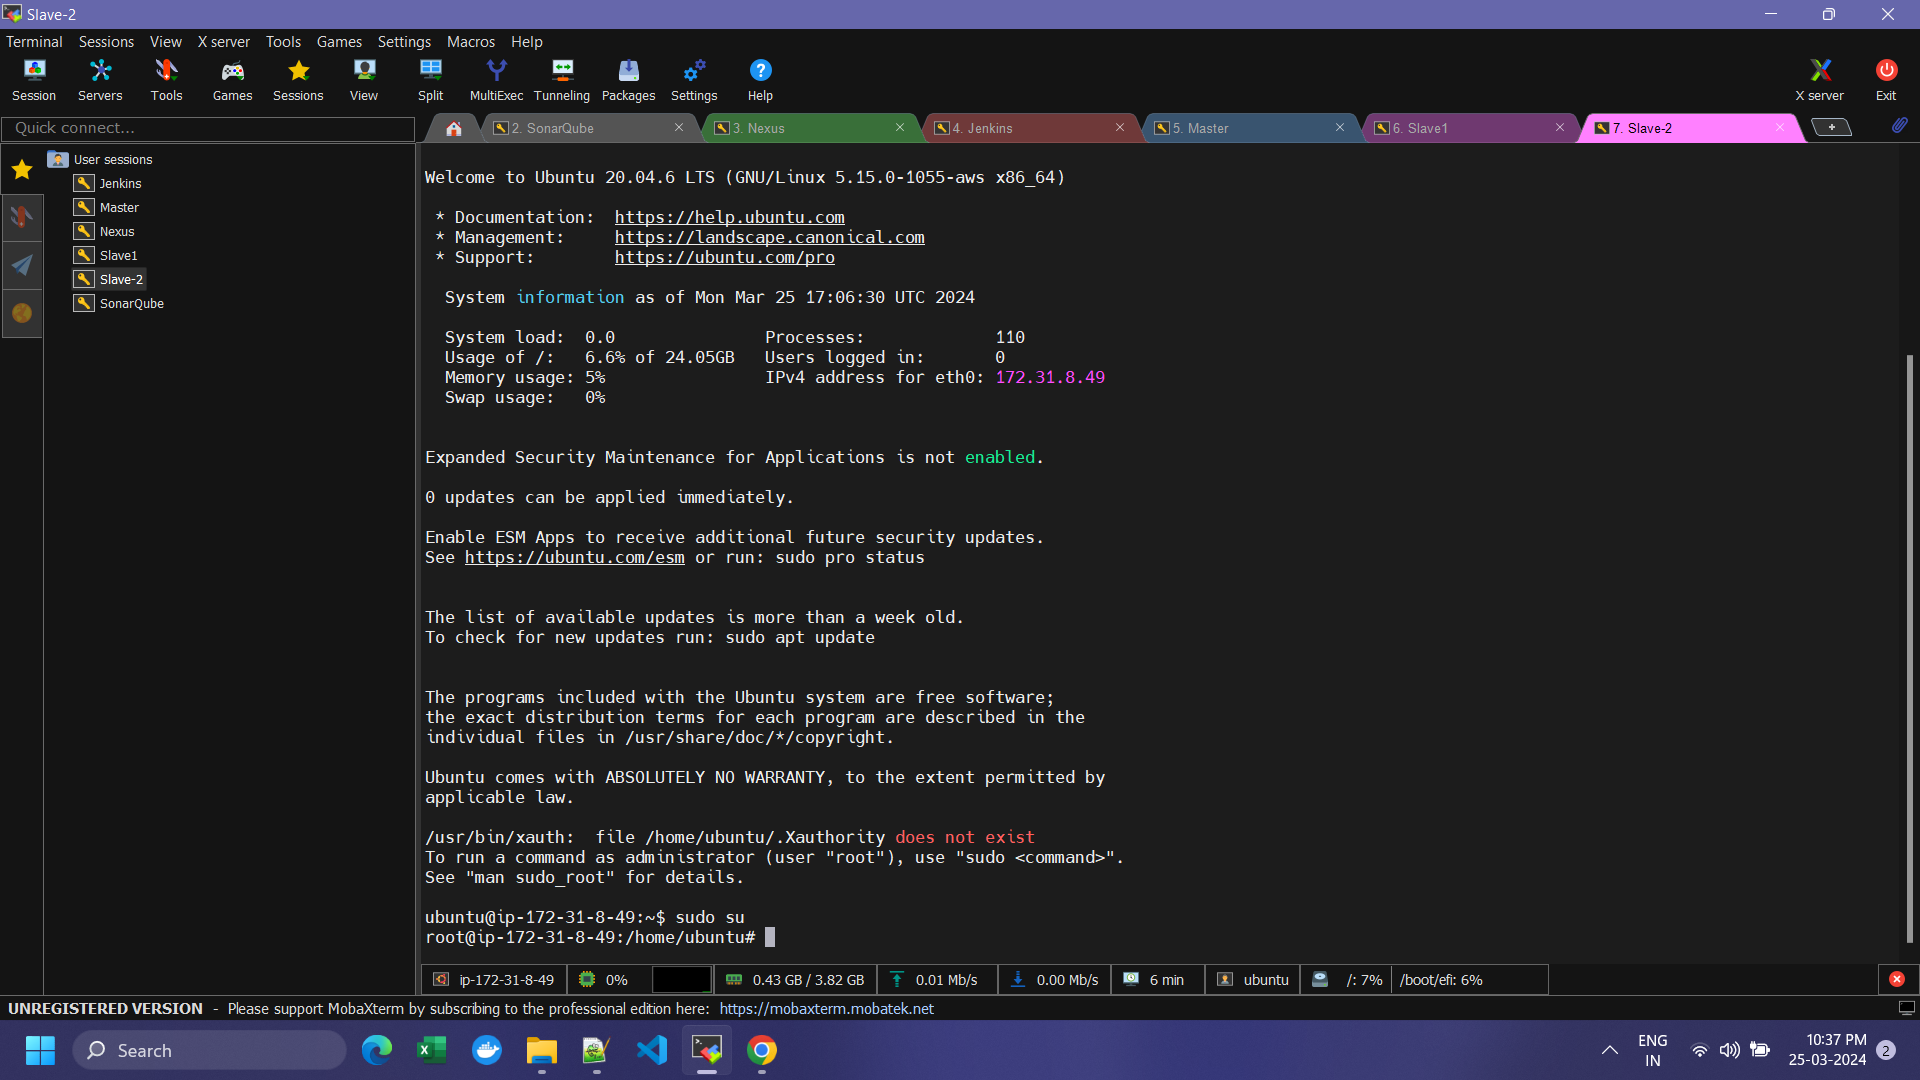 Slave-2
Terminal Sessions View X server Tools Games Settings Macros Help
Session Servers Tools Games Sessions View Split MultiExec Tunneling Packages Settings Help X server Exit
Quick connect...
2. SonarQube 3. Nexus 4. Jenkins 5. Master 6. Slave1 7. Slave-2
User sessions
Jenkins
Master
Nexus
Slave1
Slave-2
SonarQube
Welcome to Ubuntu 20.04.6 LTS (GNU/Linux 5.15.0-1055-aws x86_64)
* Documentation: https://help.ubuntu.com
* Management: https://landscape.canonical.com
* Support: https://ubuntu.com/pro
System information as of Mon Mar 25 17:06:30 UTC 2024
System load: 0.0 Processes: 110
Usage of /: 6.6% of 24.05GB Users logged in: 0
Memory usage: 5% IPv4 address for eth0: 172.31.8.49
Swap usage: 0%
Expanded Security Maintenance for Applications is not enabled.
0 updates can be applied immediately.
Enable ESM Apps to receive additional future security updates.
See https://ubuntu.com/esm or run: sudo pro status
The list of available updates is more than a week old.
To check for new updates run: sudo apt update
The programs included with the Ubuntu system are free software;
the exact distribution terms for each program are described in the
individual files in /usr/share/doc/*/copyright.
Ubuntu comes with ABSOLUTELY NO WARRANTY, to the extent permitted by
applicable law.
/usr/bin/xauth: file /home/ubuntu/.Xauthority does not exist
To run a command as administrator (user "root"), use "sudo <command>".
See "man sudo_root" for details.
ubuntu@ip-172-31-8-49:~$ sudo su
root@ip-172-31-8-49:/home/ubuntu#
ip-172-31-8-49 0% 0.43 GB / 3.82 GB 0.01 Mb/s 0.00 Mb/s 6 min ubuntu /: 7% /boot/efi: 6%
UNREGISTERED VERSION - Please support MobaXterm by subscribing to the professional edition here: https://mobaxterm.mobatek.net
Search
ENG
IN
10:37 PM
25-03-2024
2